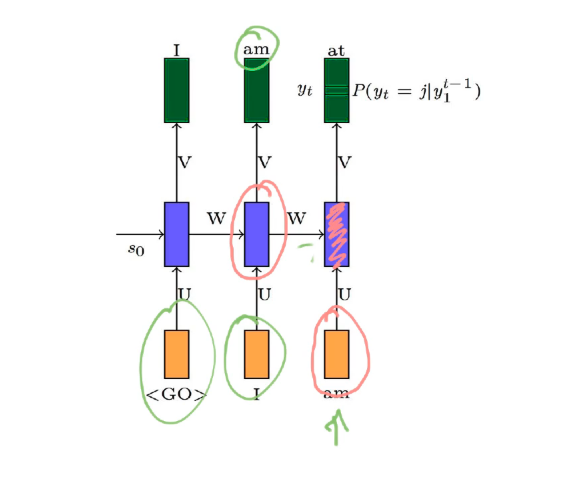 I am at
y_t P(y_t = j|y_1^{t-1})
V V V
W W
s_0
U U U
<GO> I am